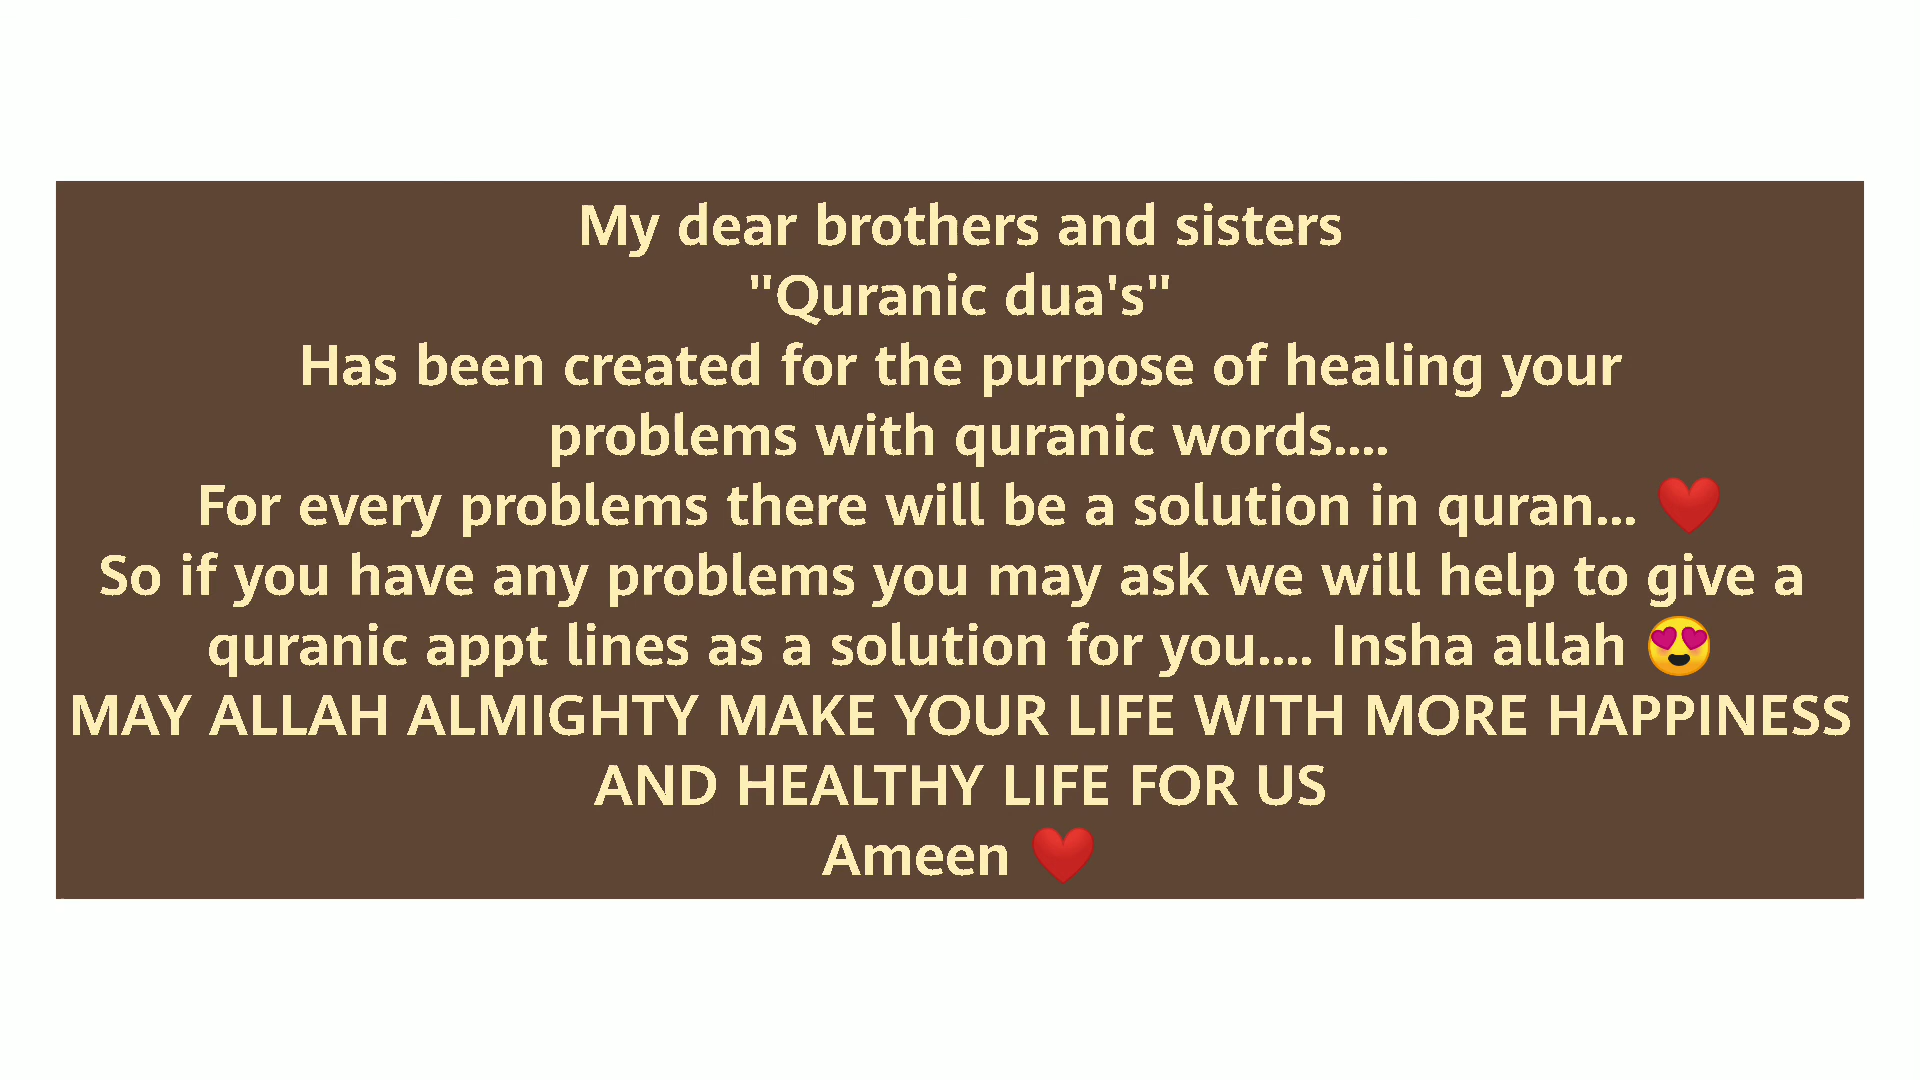 My dear brothers and sisters
"Quranic dua's"
Has been created for the purpose of healing your
problems with quranic words....
For every problems there will be a solution in quran... ❤️
So if you have any problems you may ask we will help to give a
quranic appt lines as a solution for you.... Insha allah 😍
MAY ALLAH ALMIGHTY MAKE YOUR LIFE WITH MORE HAPPINESS
AND HEALTHY LIFE FOR US
Ameen ❤️